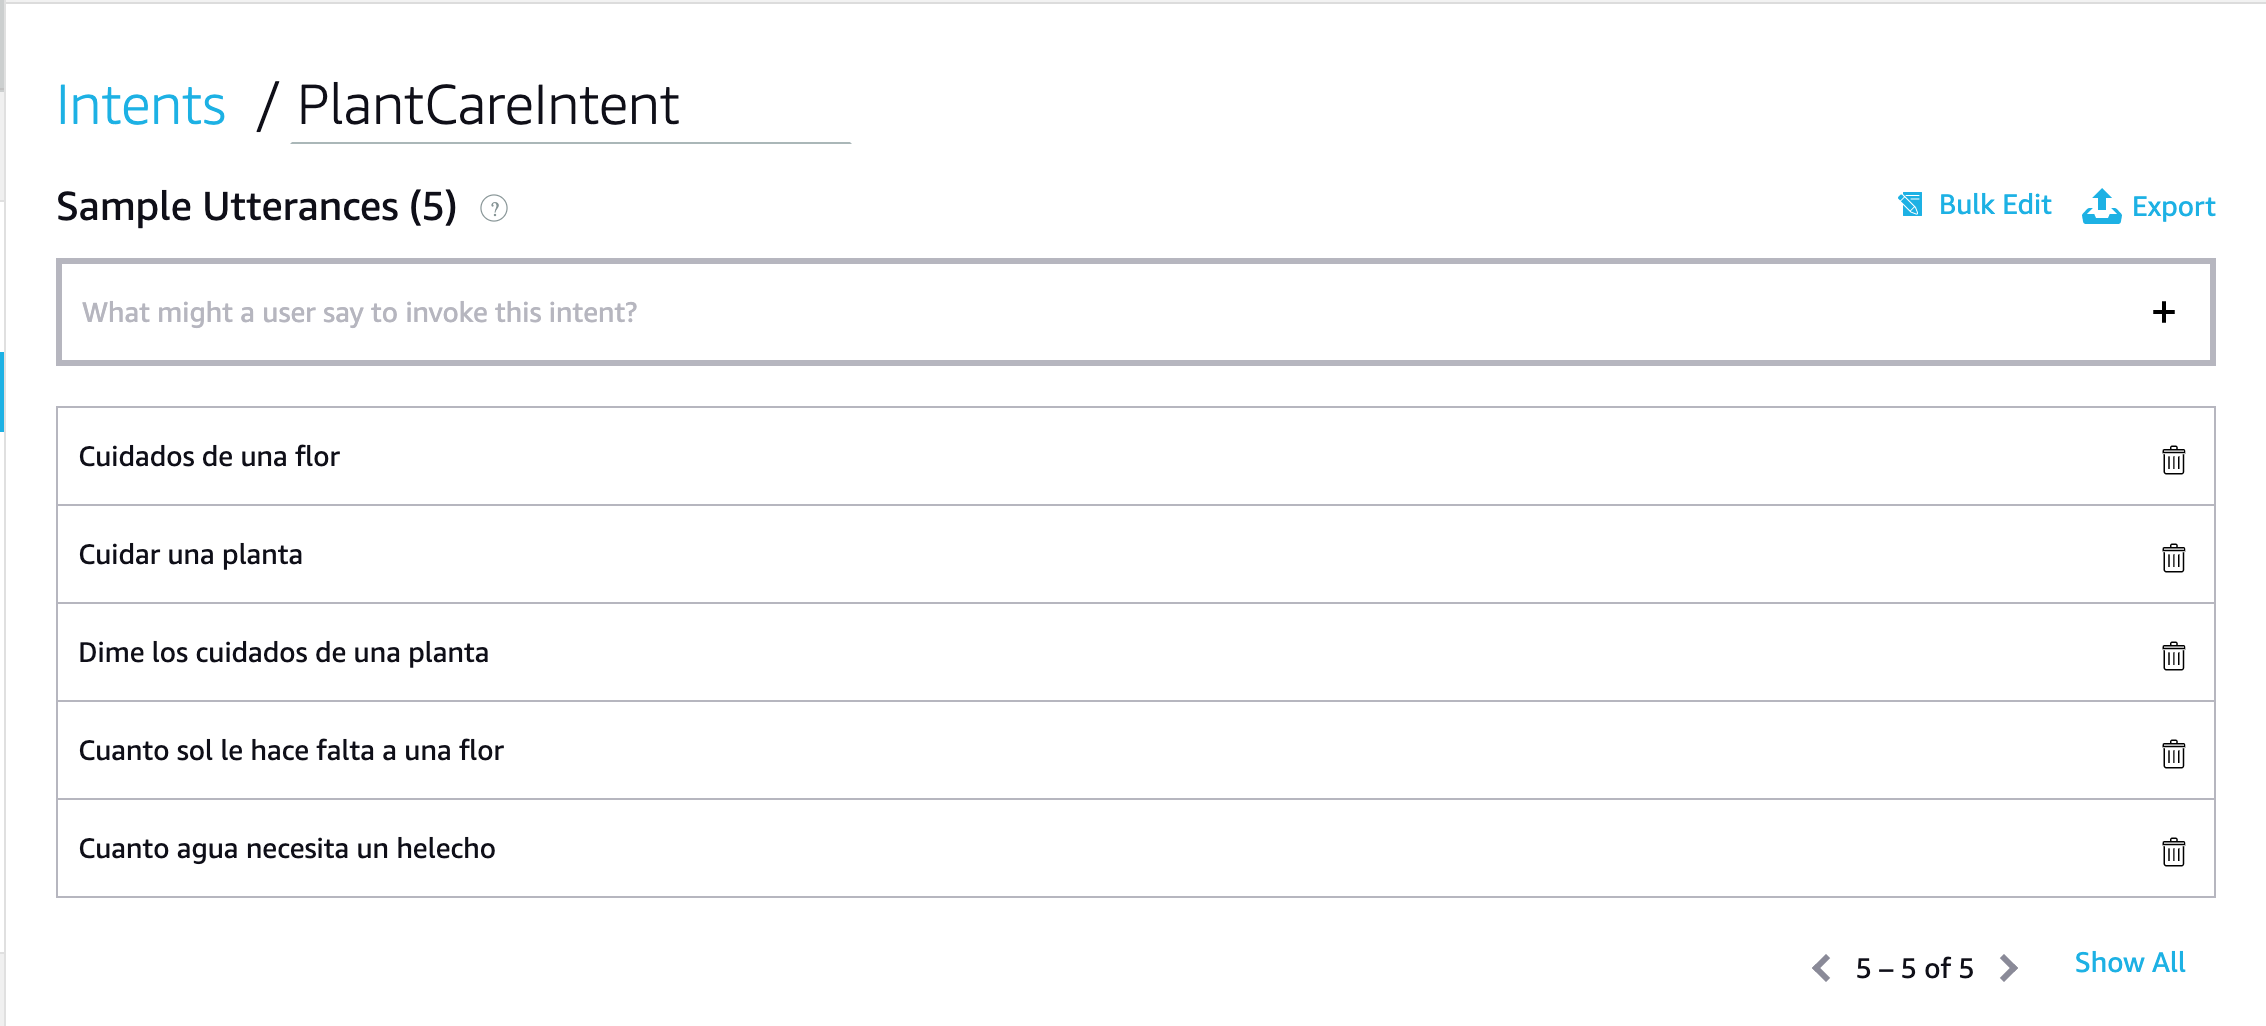 Intents / PlantCareIntent
Sample Utterances (5) ?
Bulk Edit Export
What might a user say to invoke this intent? +
Cuidados de una flor
Cuidar una planta
Dime los cuidados de una planta
Cuanto sol le hace falta a una flor
Cuanto agua necesita un helecho
5 – 5 of 5 Show All